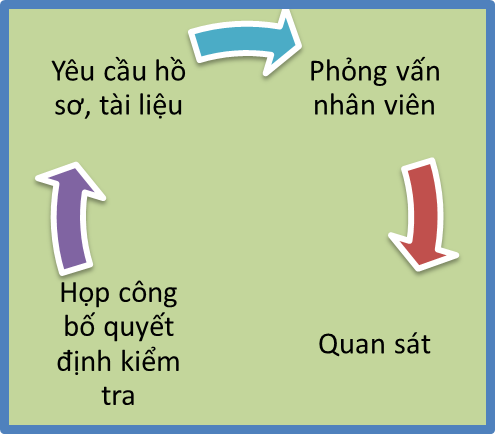 Yêu cầu hồ
sơ, tài liệu
Phỏng vấn
nhân viên
Họp công
bố quyết
định kiểm
tra
Quan sát